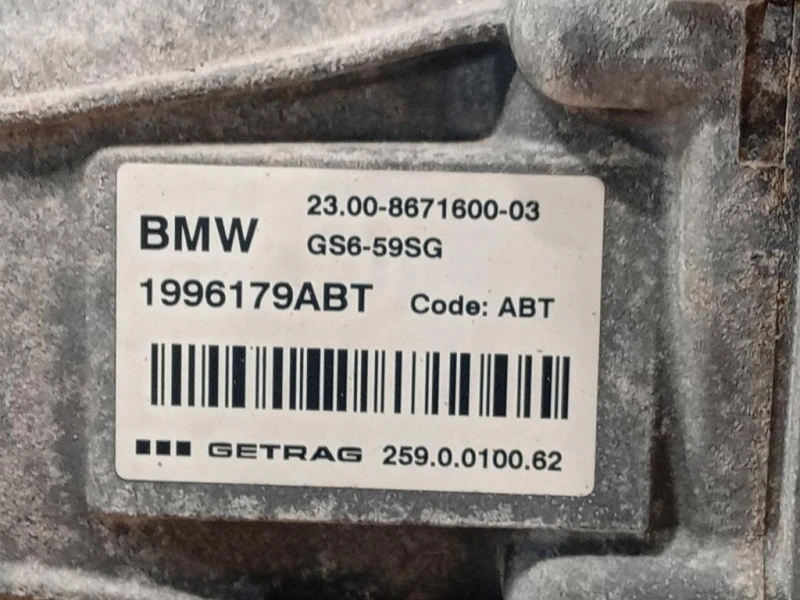 BMW 23.00-8671600-03
GS6-59SG
1996179ABT Code: ABT
GETRAG 259.0.0100.62